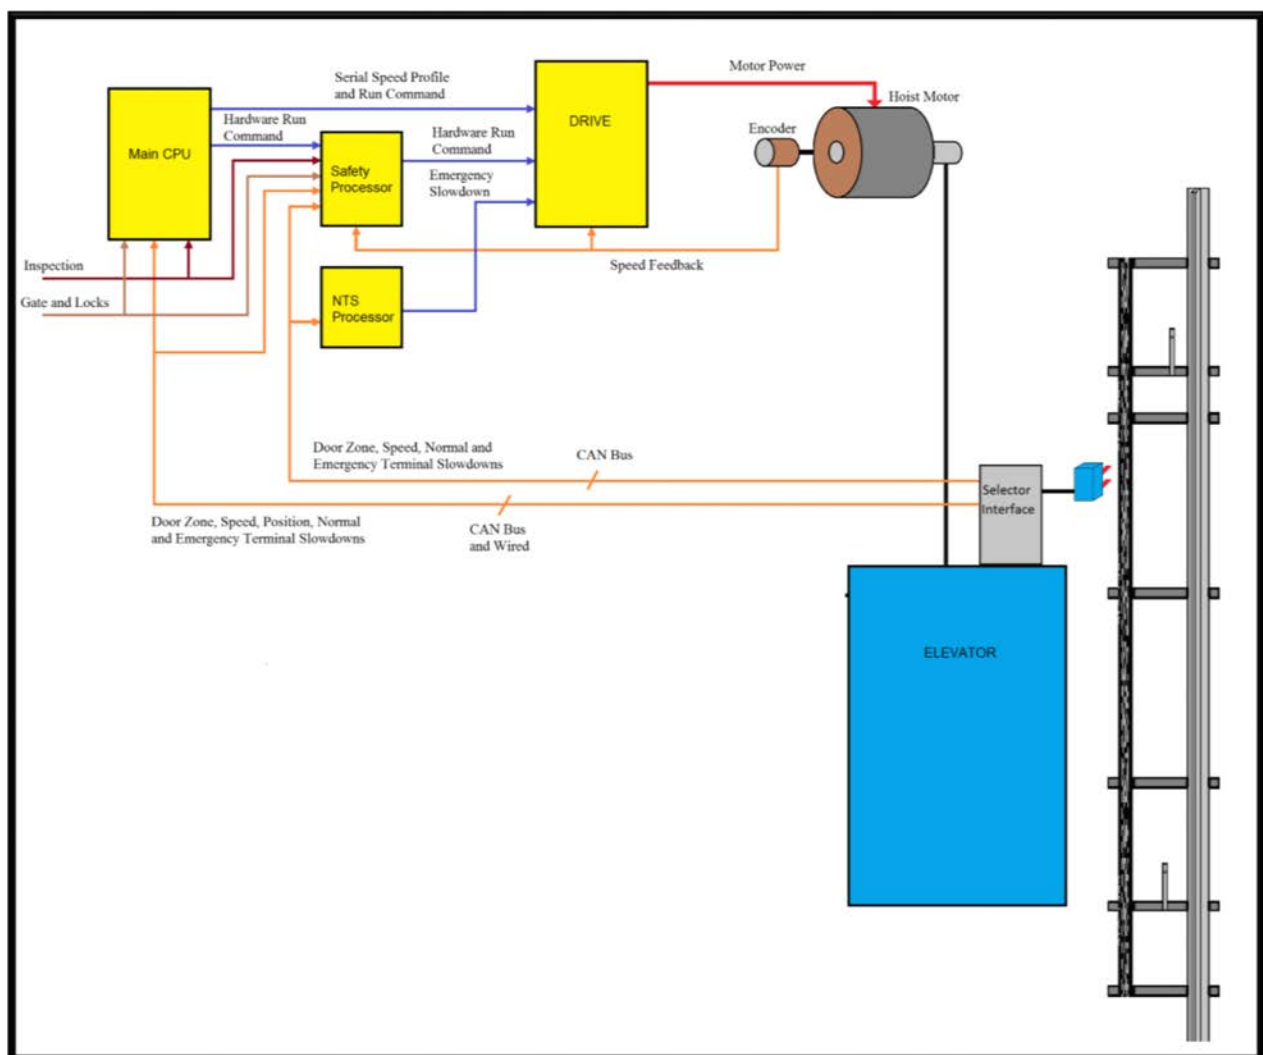 Serial Speed Profile
and Run Command
Motor Power
Hoist Motor
Hardware Run
Command
DRIVE
Encoder
Main CPU
Hardware Run
Command
Safety
Processor
Emergency
Slowdown
Inspection
Speed Feedback
Gate and Locks
NTS
Processor
Door Zone, Speed, Normal and
Emergency Terminal Slowdowns
CAN Bus
Selector
Interface
Door Zone, Speed, Position, Normal
and Emergency Terminal Slowdowns
CAN Bus
and Wired
ELEVATOR